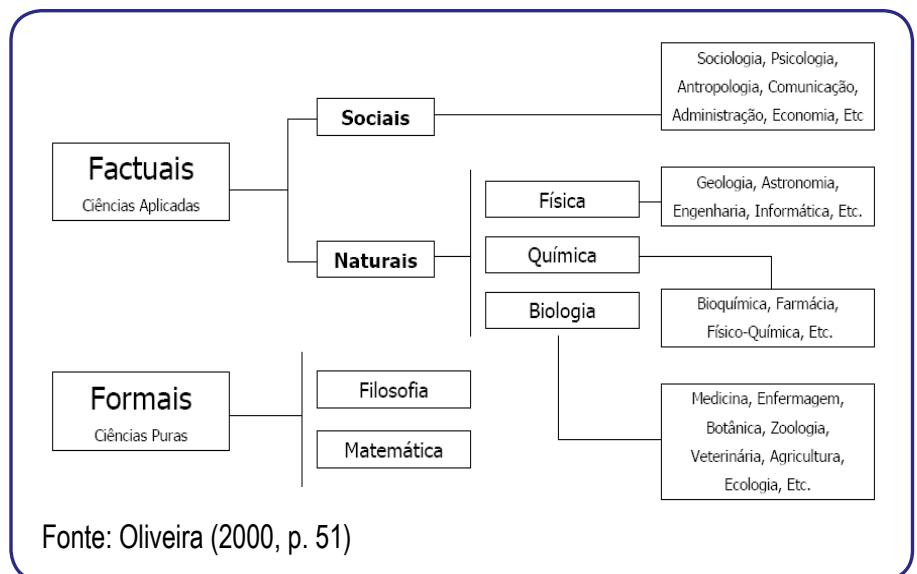 Factuais
Ciências Aplicadas
Sociais
Sociologia, Psicologia,
Antropologia, Comunicação,
Administração, Economia, Etc
Naturais
Física
Geologia, Astronomia,
Engenharia, Informática, Etc.
Química
Bioquímica, Farmácia,
Físico-Química, Etc.
Biologia
Medicina, Enfermagem,
Botânica, Zoologia,
Veterinária, Agricultura,
Ecologia, Etc.
Formais
Ciências Puras
Filosofia
Matemática
Fonte: Oliveira (2000, p. 51)